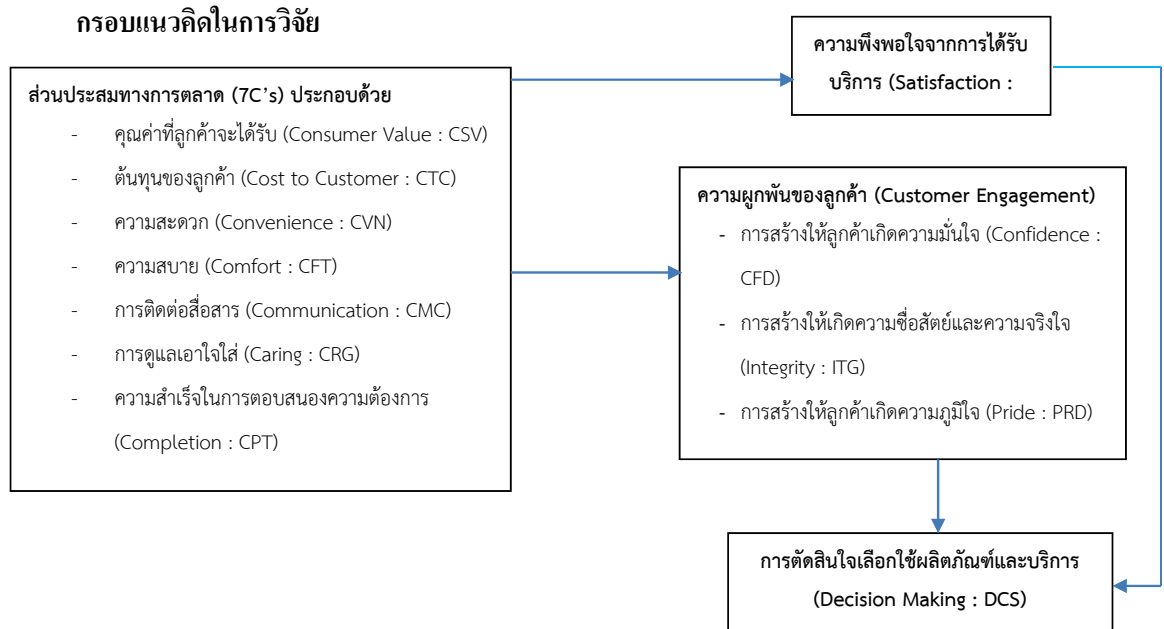 กรอบแนวคิดในการวิจัย
ส่วนประสมทางการตลาด (7C's) ประกอบด้วย
- คุณค่าที่ลูกค้าจะได้รับ (Consumer Value : CSV)
- ต้นทุนของลูกค้า (Cost to Customer : CTC)
- ความสะดวก (Convenience : CVN)
- ความสบาย (Comfort : CFT)
- การติดต่อสื่อสาร (Communication : CMC)
- การดูแลเอาใจใส่ (Caring : CRG)
- ความสำเร็จในการตอบสนองความต้องการ
(Completion : CPT)
ความพึงพอใจจากการได้รับ
บริการ (Satisfaction :
ความผูกพันของลูกค้า (Customer Engagement)
- การสร้างให้ลูกค้าเกิดความมั่นใจ (Confidence :
CFD)
- การสร้างให้เกิดความซื่อสัตย์และความจริงใจ
(Integrity : ITG)
- การสร้างให้ลูกค้าเกิดความภูมิใจ (Pride : PRD)
การตัดสินใจเลือกใช้ผลิตภัณฑ์และบริการ
(Decision Making : DCS)